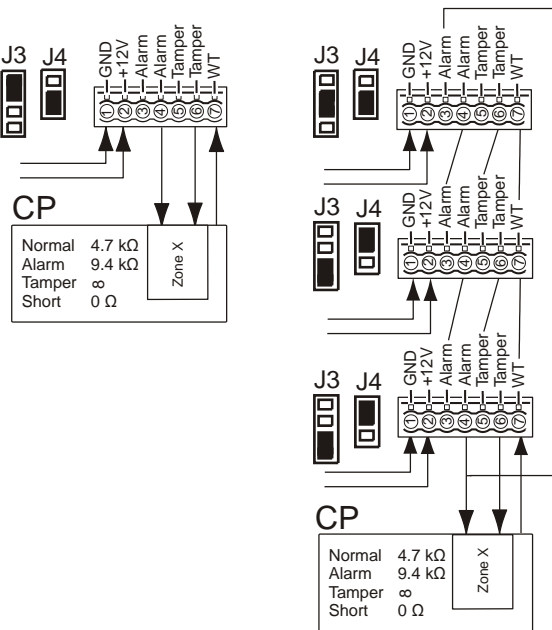 J3 J4
GND
+12V
Alarm
Alarm
Tamper
Tamper
WT
1 2 3 4 5 6 7
CP
Normal 4.7 kΩ
Alarm 9.4 kΩ
Tamper ∞
Short 0 Ω
Zone X
J3 J4
GND
+12V
Alarm
Alarm
Tamper
Tamper
WT
1 2 3 4 5 6 7
J3 J4
GND
+12V
Alarm
Alarm
Tamper
Tamper
WT
1 2 3 4 5 6 7
J3 J4
GND
+12V
Alarm
Alarm
Tamper
Tamper
WT
1 2 3 4 5 6 7
CP
Normal 4.7 kΩ
Alarm 9.4 kΩ
Tamper ∞
Short 0 Ω
Zone X